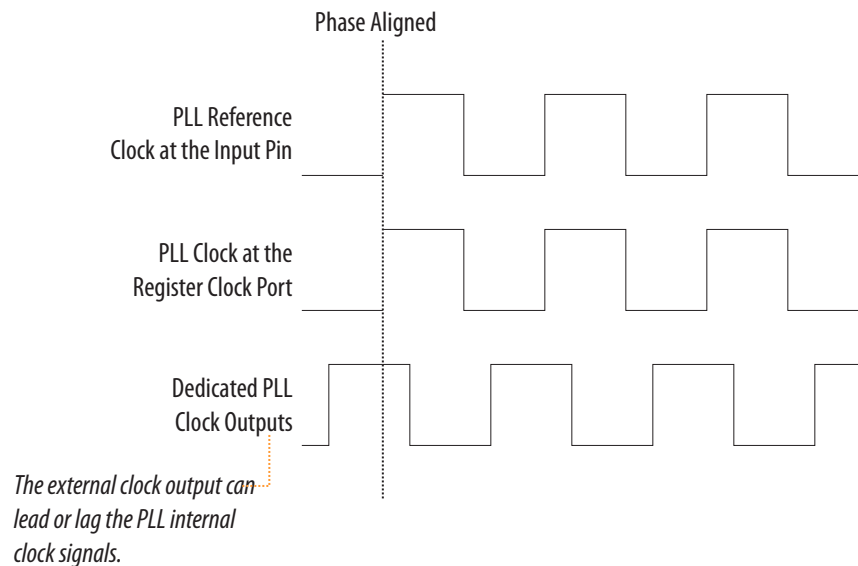 Phase Aligned
PLL Reference
Clock at the Input Pin
PLL Clock at the
Register Clock Port
Dedicated PLL
Clock Outputs
The external clock output can
lead or lag the PLL internal
clock signals.